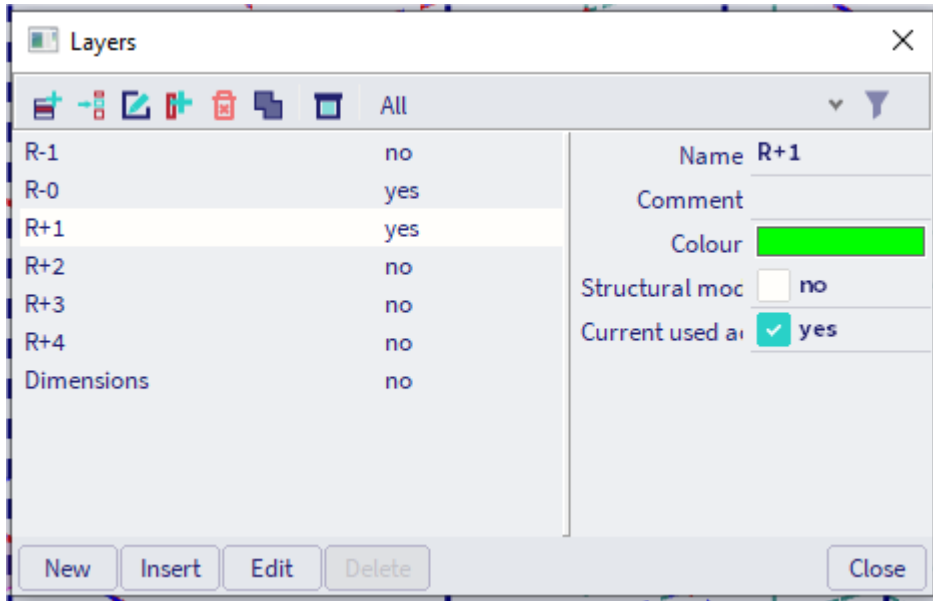 Layers
All
R-1 no
R-0 yes
R+1 yes
R+2 no
R+3 no
R+4 no
Dimensions no
Name R+1
Comment
Colour
Structural moc no
Current used yes
New Insert Edit Delete Close